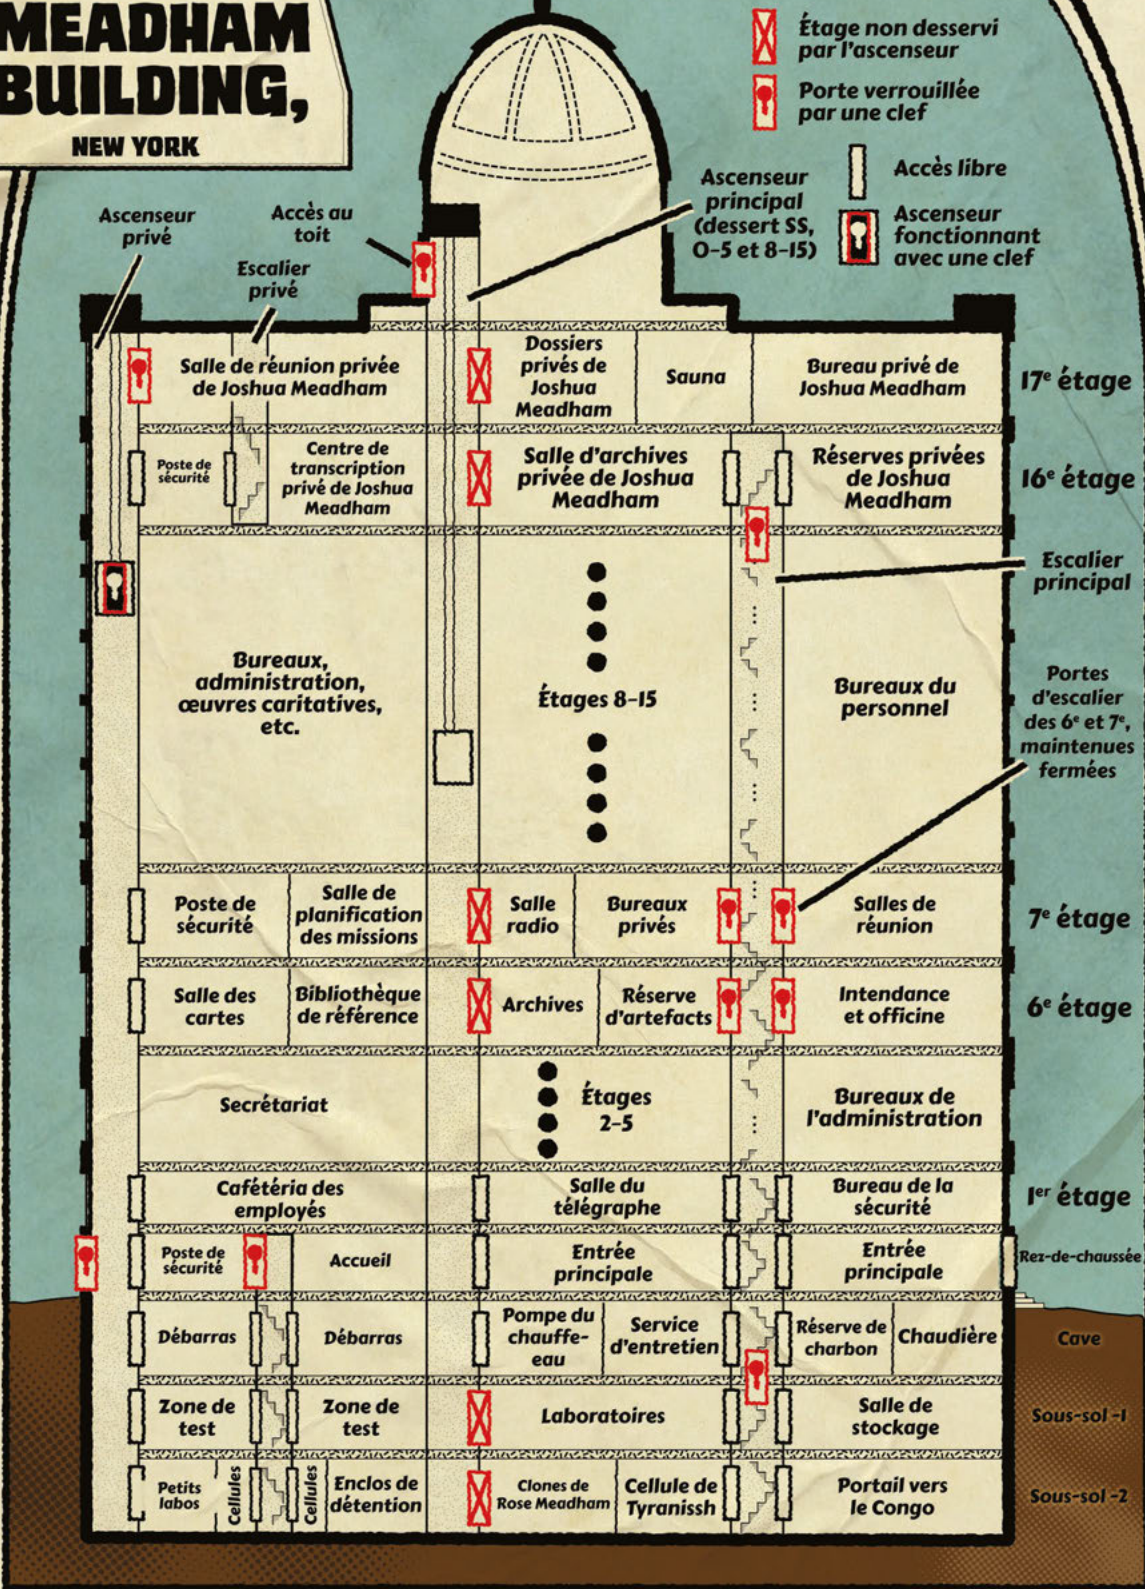 MEADHAM
BUILDING,
NEW YORK
Étage non desservi
par l'ascenseur
Porte verrouillée
par une clef
Accès libre
Ascenseur
fonctionnant
avec une clef
Ascenseur
principal
(dessert SS,
0-5 et 8-15)
Ascenseur
privé
Accès au
toit
Escalier
privé
Salle de réunion privée
de Joshua Meadham
Dossiers
privés de
Joshua
Meadham
Sauna
Bureau privé de
Joshua Meadham
17e étage
Poste de
sécurité
Centre de
transcription
privé de Joshua
Meadham
Salle d'archives
privée de Joshua
Meadham
Réserves privées
de Joshua
Meadham
16e étage
Escalier
principal
Bureaux,
administration,
œuvres caritatives,
etc.
Étages 8-15
Bureaux du
personnel
Portes
d'escalier
des 6e et 7e,
maintenues
fermées
Poste de
sécurité
Salle de
planification
des missions
Salle
radio
Bureaux
privés
Salles de
réunion
7e étage
Salle des
cartes
Bibliothèque
de référence
Archives
Réserve
d'artefacts
Intendance
et officine
6e étage
Secrétariat
Étages
2-5
Bureaux de
l'administration
Cafétéria des
employés
Salle du
télégraphe
Bureau de la
sécurité
1er étage
Poste de
sécurité
Accueil
Entrée
principale
Entrée
principale
Rez-de-chaussée
Débarras
Débarras
Pompe du
chauffe-
eau
Service
d'entretien
Réserve de
charbon
Chaudière
Cave
Zone de
test
Zone de
test
Laboratoires
Salle de
stockage
Sous-sol -1
Petits
labos
Cellules
Cellules
Enclos de
détention
Clones de
Rose Meadham
Cellule de
Tyranissh
Portail vers
le Congo
Sous-sol -2